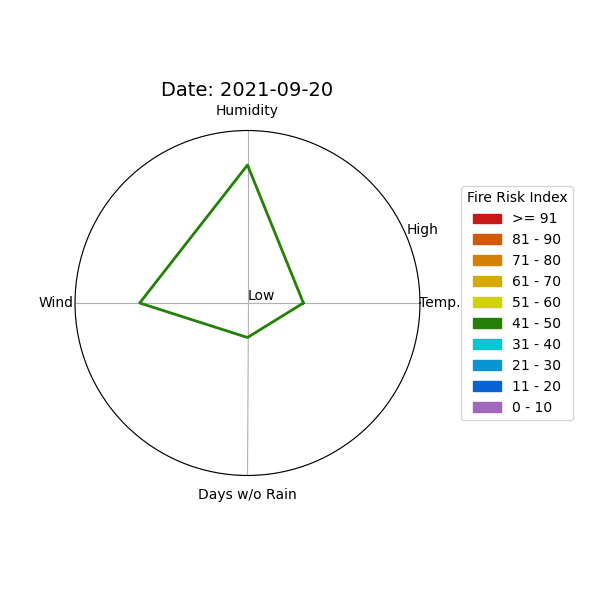 Date: 2021-09-20
Humidity
High
Low
Wind
Temp.
Days w/o Rain
Fire Risk Index
>= 91
81 - 90
71 - 80
61 - 70
51 - 60
41 - 50
31 - 40
21 - 30
11 - 20
0 - 10